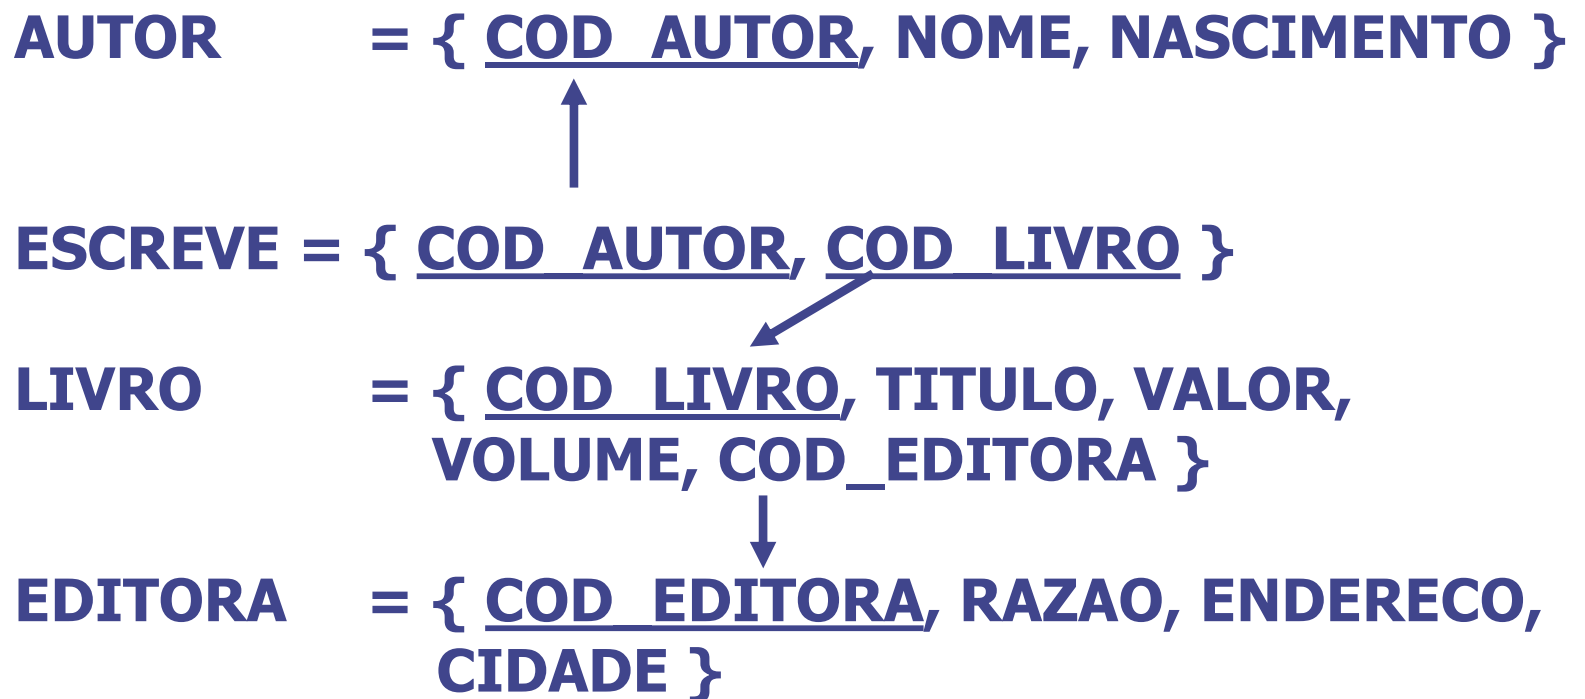 AUTOR = { COD_AUTOR, NOME, NASCIMENTO }
ESCREVE = { COD_AUTOR, COD_LIVRO }
LIVRO = { COD_LIVRO, TITULO, VALOR,
VOLUME, COD_EDITORA }
EDITORA = { COD_EDITORA, RAZAO, ENDERECO,
CIDADE }